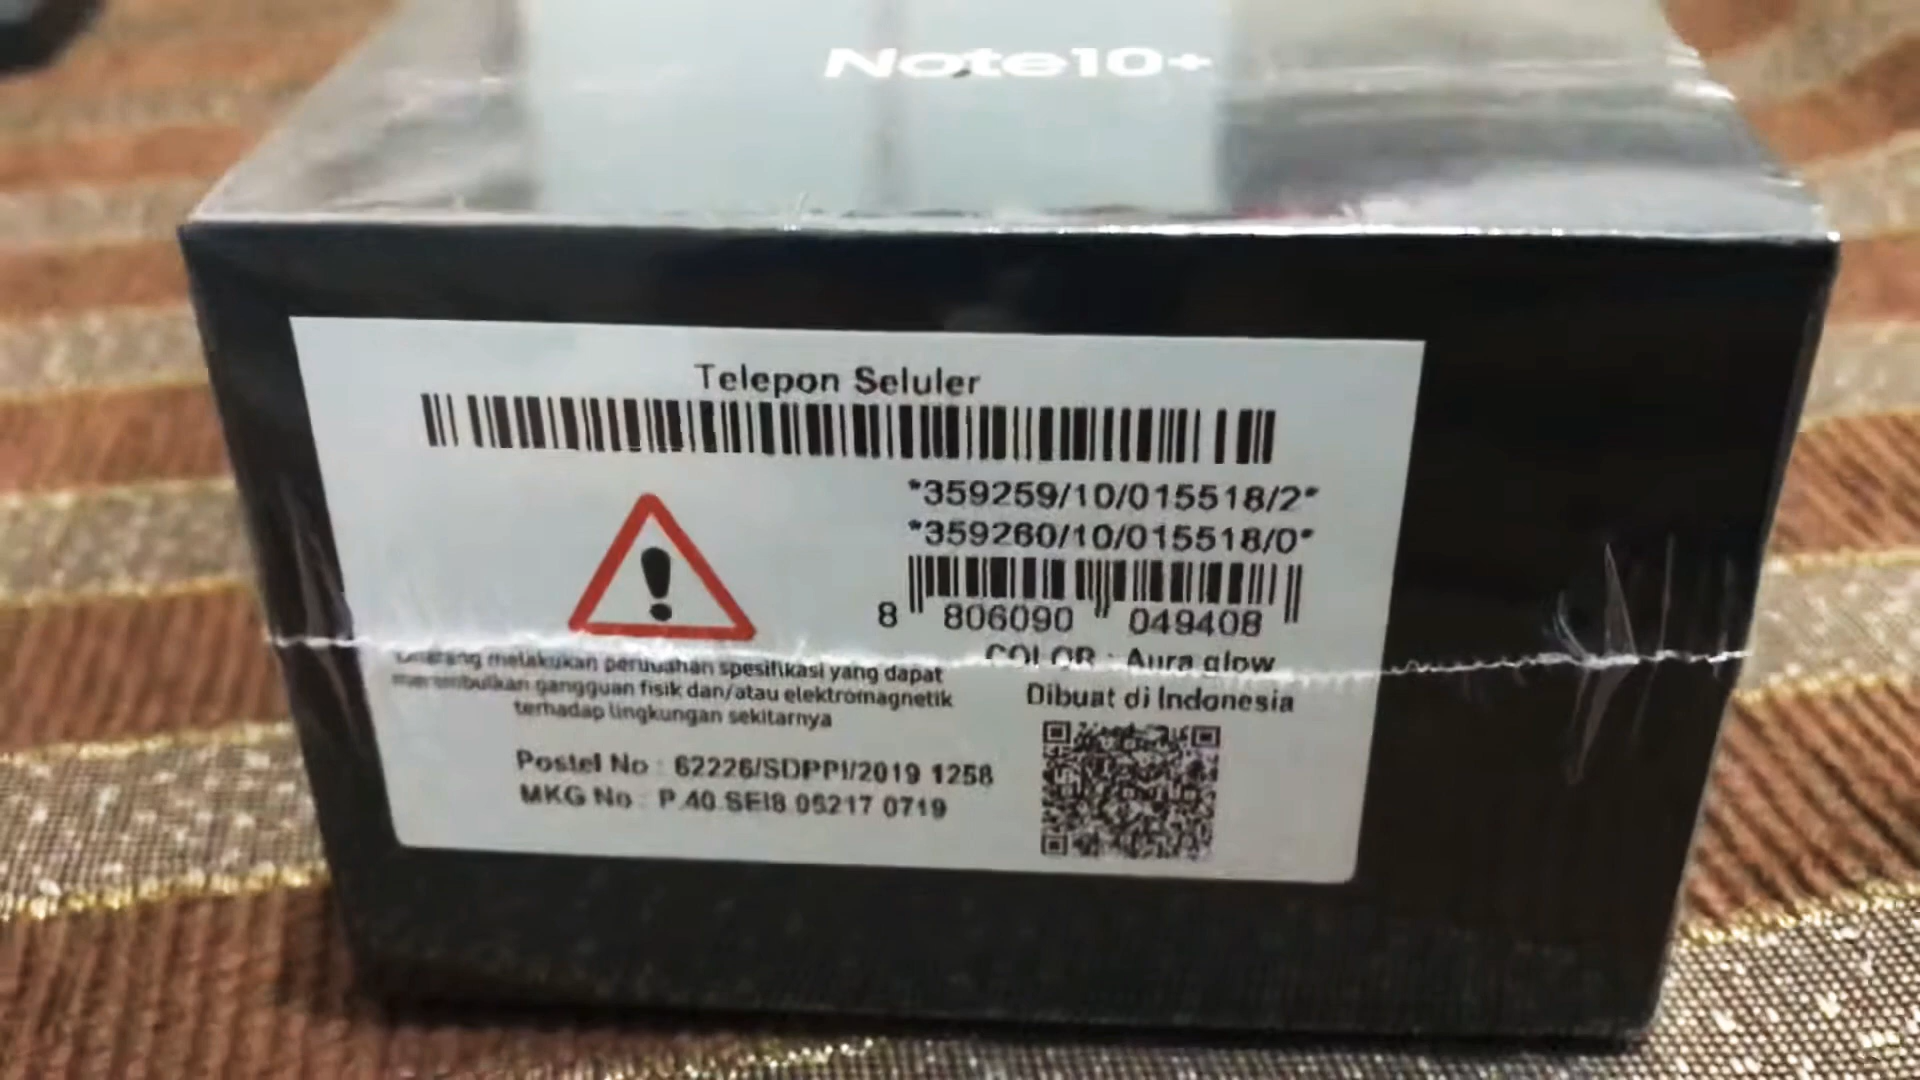 Note10+
Telepon Seluler
*359259/10/015518/2*
*359260/10/015518/0*
8 806090 049408
COLOR : Aura glow
Dilarang melakukan perubahan spesifikasi yang dapat
menimbulkan gangguan fisik dan/atau elektromagnetik
terhadap lingkungan sekitarnya
Dibuat di Indonesia
Postel No : 62226/SDPPI/2019 1258
MKG No : P.40.SEI8.05217.0719